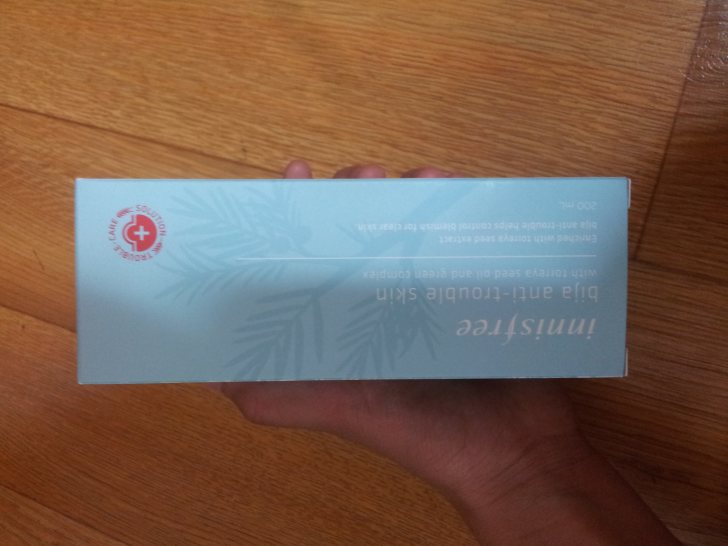 innisfree
bija anti-trouble skin
with torreya seed oil and green complex
Enriched with torreya seed extract
bija anti-trouble helps control blemish for clear skin
200 mL
TROUBLE-CARE
SOLUTION